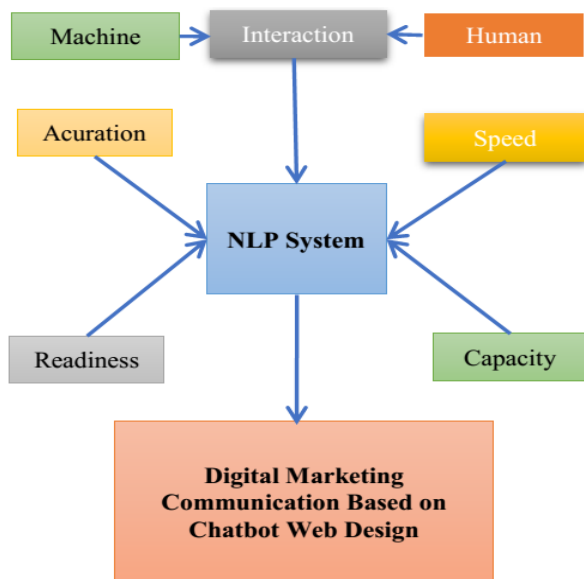 Machine
Interaction
Human
Acuration
Speed
NLP System
Readiness
Capacity
Digital Marketing
Communication Based on
Chatbot Web Design